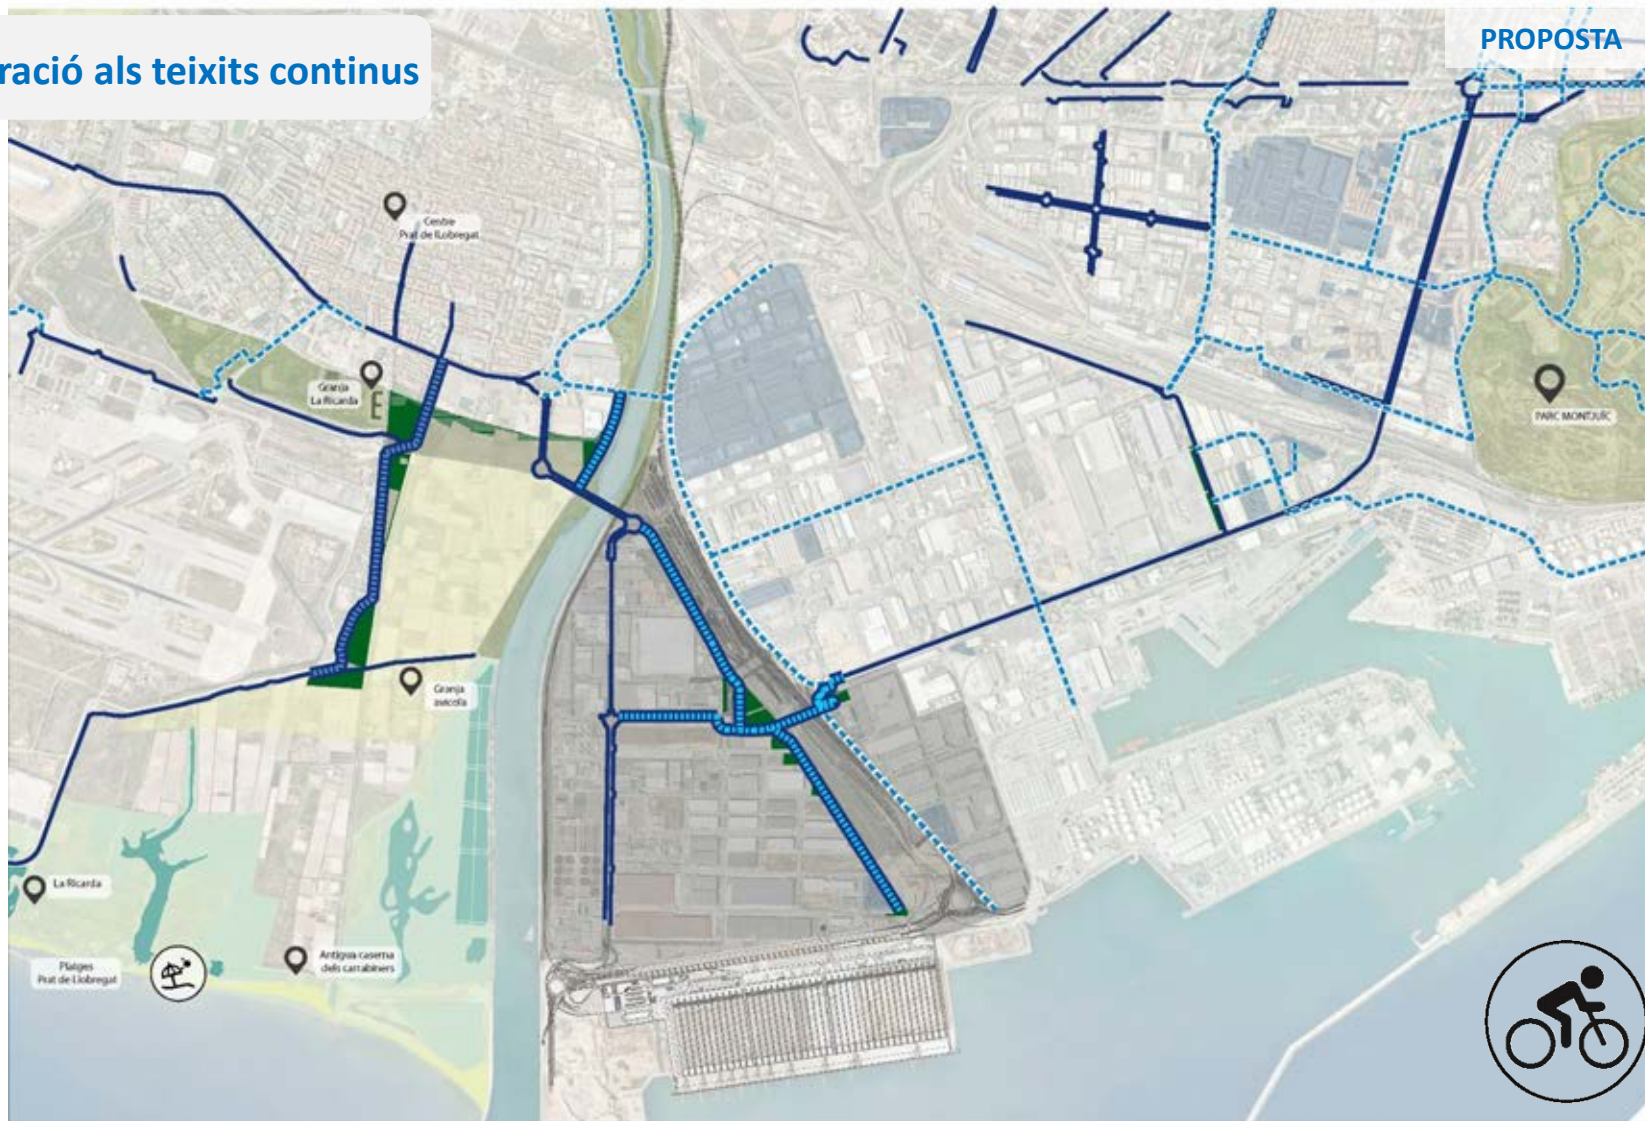 ració als teixits continus
PROPOSTA
Centre
Prat de LLobregat
Granja
La Ricarda
E
PARC MONTJUÏC
Granja
avícola
La Ricarda
Platges
Prat de Llobregat
Antigua caserna
dels carrabiners